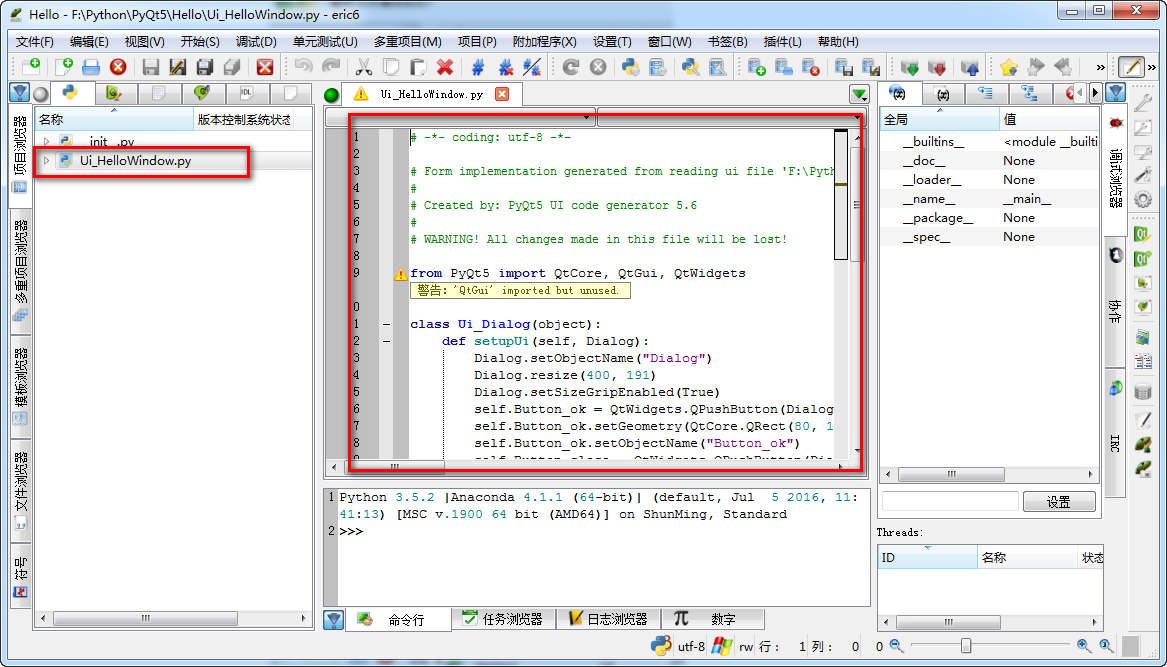 Hello - F:\Python\PyQt5\Hello\Ui_HelloWindow.py - eric6
文件(F) 编辑(E) 视图(V) 开始(S) 调试(D) 单元测试(U) 多重项目(M) 项目(P) 附加程序(X) 设置(T) 窗口(W) 书签(B) 插件(L) 帮助(H)
IDL
Ui_HelloWindow.py
项目浏览器
多重项目浏览器
模板浏览器
文件浏览器
符号
名称 版本控制系统状态
__init__.py
Ui_HelloWindow.py
1 # -*- coding: utf-8 -*-
2
3 # Form implementation generated from reading ui file 'F:\Pyth
4 #
5 # Created by: PyQt5 UI code generator 5.6
6 #
7 # WARNING! All changes made in this file will be lost!
8
9 from PyQt5 import QtCore, QtGui, QtWidgets
警告: 'QtGui' imported but unused.
0
1 class Ui_Dialog(object):
2 def setupUi(self, Dialog):
3 Dialog.setObjectName("Dialog")
4 Dialog.resize(400, 191)
5 Dialog.setSizeGripEnabled(True)
6 self.Button_ok = QtWidgets.QPushButton(Dialog
7 self.Button_ok.setGeometry(QtCore.QRect(80, 1
8 self.Button_ok.setObjectName("Button_ok")
1 Python 3.5.2 |Anaconda 4.1.1 (64-bit)| (default, Jul 5 2016, 11:
41:13) [MSC v.1900 64 bit (AMD64)] on ShunMing, Standard
2 >>>
命令行 任务浏览器 日志浏览器 数字
全局 值
__builtins__ <module __builti
__doc__ None
__loader__ None
__name__ __main__
__package__ None
__spec__ None
设置
Threads:
ID 名称 状态
调试浏览器
协作
IRC
utf-8 rw 行: 1 列: 0 0